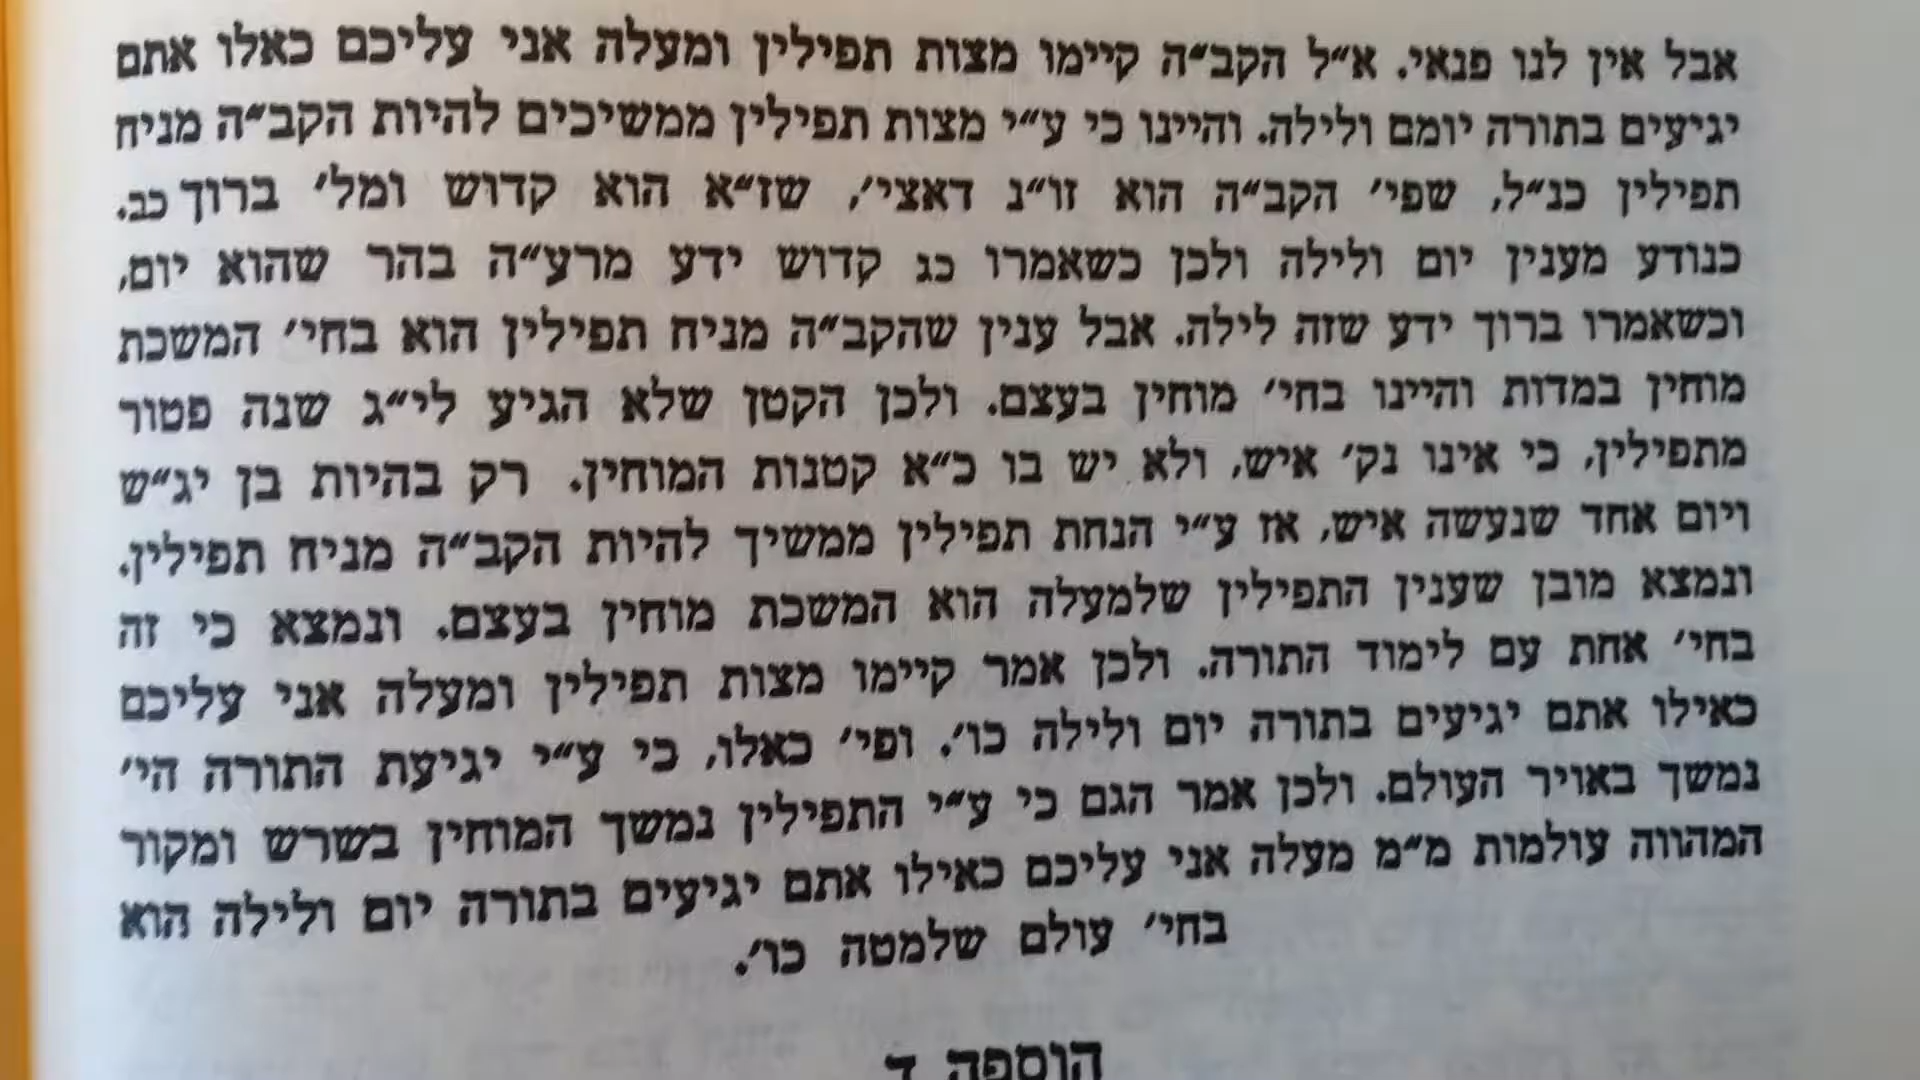 אבל אין לנו פנאי. א״ל הקב״ה קיימו מצות תפילין ומעלה אני עליכם כאלו אתם
יגיעים בתורה יומם ולילה. והיינו כי ע״י מצות תפילין ממשיכים להיות הקב״ה מניח
תפילין כנ״ל, שפי׳ הקב״ה הוא זו״נ דאצי׳, שז״א הוא קדוש ומל׳ ברוך כב.
כנודע מענין יום ולילה ולכן כשאמרו כג קדוש ידע מרע״ה בהר שהוא יום,
וכשאמרו ברוך ידע שזה לילה. אבל ענין שהקב״ה מניח תפילין הוא בחי׳ המשכת
מוחין במדות והיינו בחי׳ מוחין בעצם. ולכן הקטן שלא הגיע לי״ג שנה פטור
מתפילין, כי אינו נק׳ איש, ולא יש בו כ״א קטנות המוחין. רק בהיות בן יג״ש
ויום אחד שנעשה איש, אז ע״י הנחת תפילין ממשיך להיות הקב״ה מניח תפילין.
ונמצא מובן שענין התפילין שלמעלה הוא המשכת מוחין בעצם. ונמצא כי זה
בחי׳ אחת עם לימוד התורה. ולכן אמר קיימו מצות תפילין ומעלה אני עליכם
כאילו אתם יגיעים בתורה יום ולילה כו׳. ופי׳ כאלו, כי ע״י יגיעת התורה הי׳
נמשך באויר העולם. ולכן אמר הגם כי ע״י התפילין נמשך המוחין בשרש ומקור
המהווה עולמות מ״מ מעלה אני עליכם כאילו אתם יגיעים בתורה יום ולילה הוא
בחי׳ עולם שלמטה כו׳.
הוספה ד